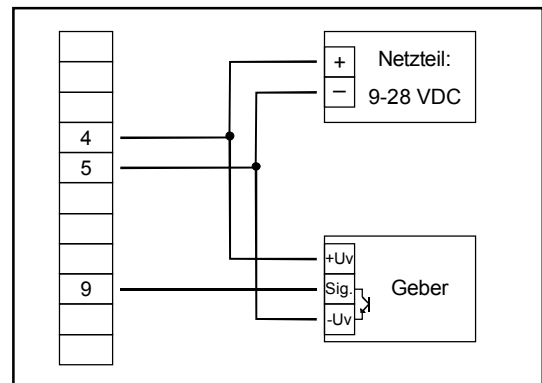 +
Netzteil:
–
9-28 VDC
4
5
+Uv
9
Sig.
Geber
-Uv